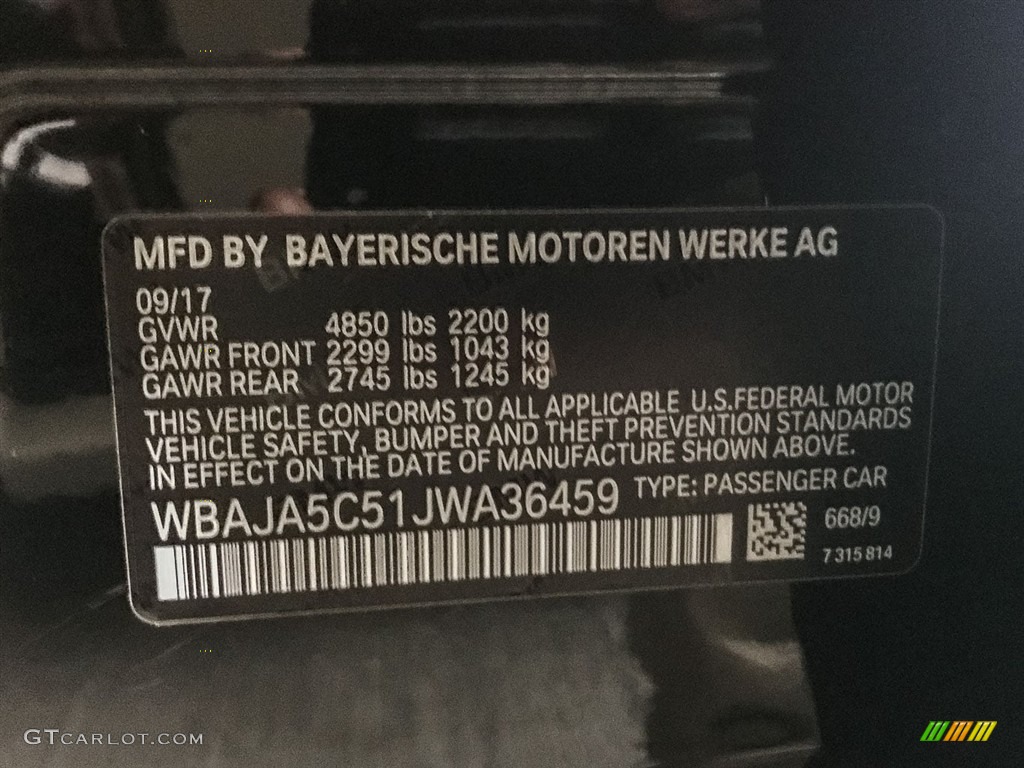 MFD BY BAYERISCHE MOTOREN WERKE AG
09/17
GVWR 4850 lbs 2200 kg
GAWR FRONT 2299 lbs 1043 kg
GAWR REAR 2745 lbs 1245 kg
THIS VEHICLE CONFORMS TO ALL APPLICABLE U.S.FEDERAL MOTOR
VEHICLE SAFETY, BUMPER AND THEFT PREVENTION STANDARDS
IN EFFECT ON THE DATE OF MANUFACTURE SHOWN ABOVE.
WBAJA5C51JWA36459 TYPE: PASSENGER CAR
668/9
7 315 814
GTCARLOT.COM